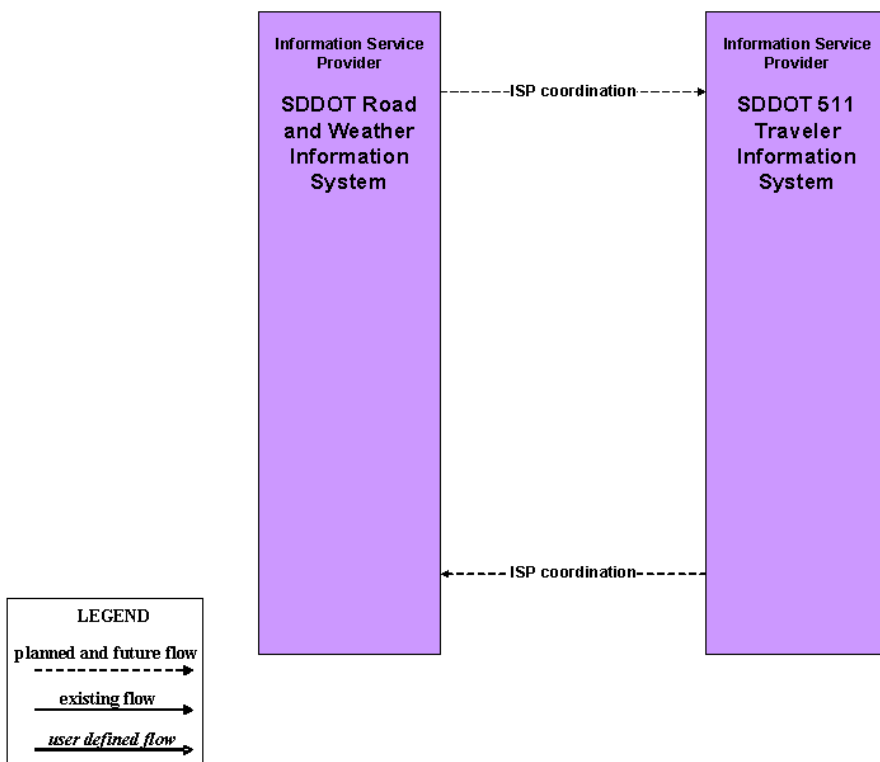 Information Service
Provider
SDDOT Road
and Weather
Information
System
ISP coordination
Information Service
Provider
SDDOT 511
Traveler
Information
System
ISP coordination
LEGEND
planned and future flow
existing flow
user defined flow